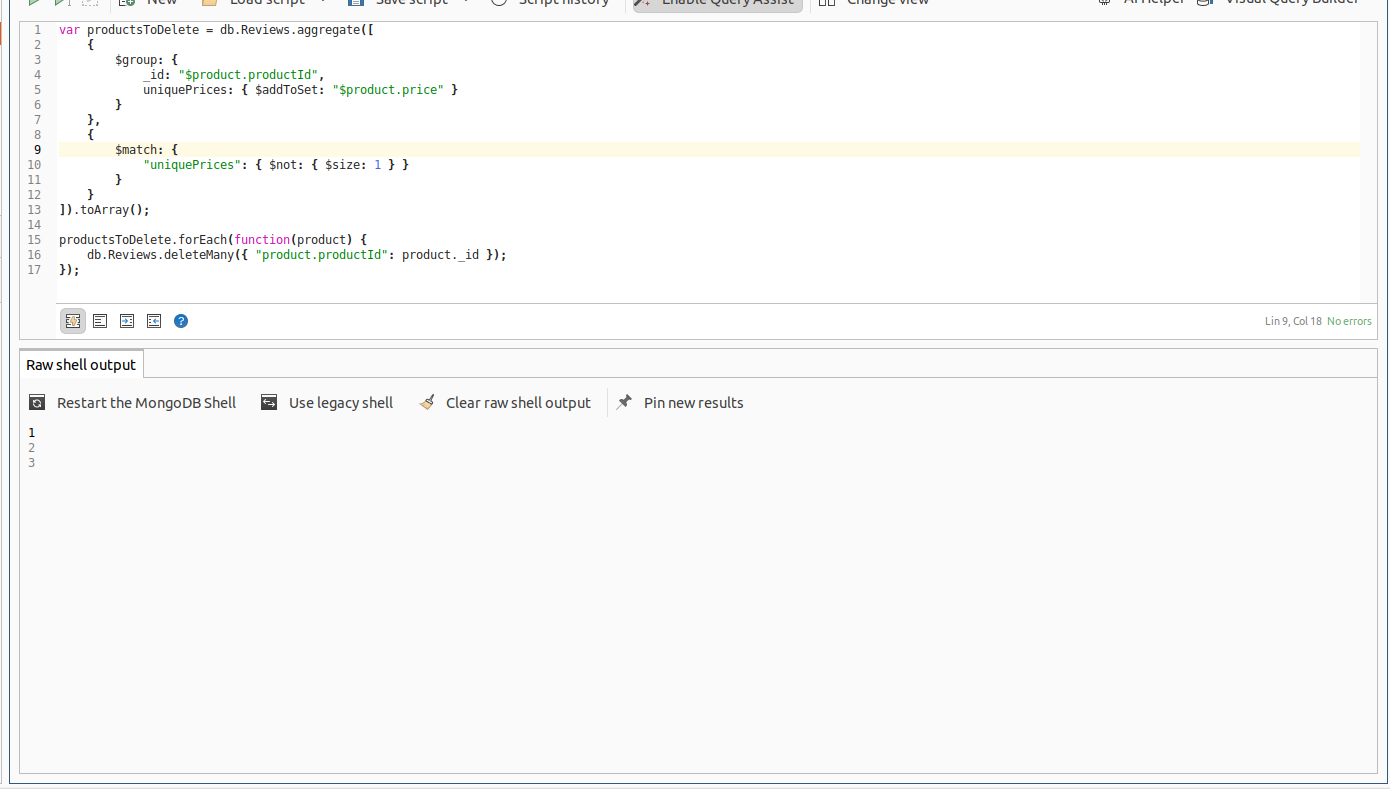 New Load script Save script Script history Enable Query Assist Change view AI Helper Visual Query Builder
1 var productsToDelete = db.Reviews.aggregate([
2     {
3         $group: {
4             _id: "$product.productId",
5             uniquePrices: { $addToSet: "$product.price" }
6         }
7     },
8     {
9         $match: {
10             "uniquePrices": { $not: { $size: 1 } }
11         }
12     }
13 ]).toArray();
14
15 productsToDelete.forEach(function(product) {
16     db.Reviews.deleteMany({ "product.productId": product._id });
17 });
? Lin 9, Col 18 No errors
Raw shell output
Restart the MongoDB Shell Use legacy shell Clear raw shell output Pin new results
1
2
3